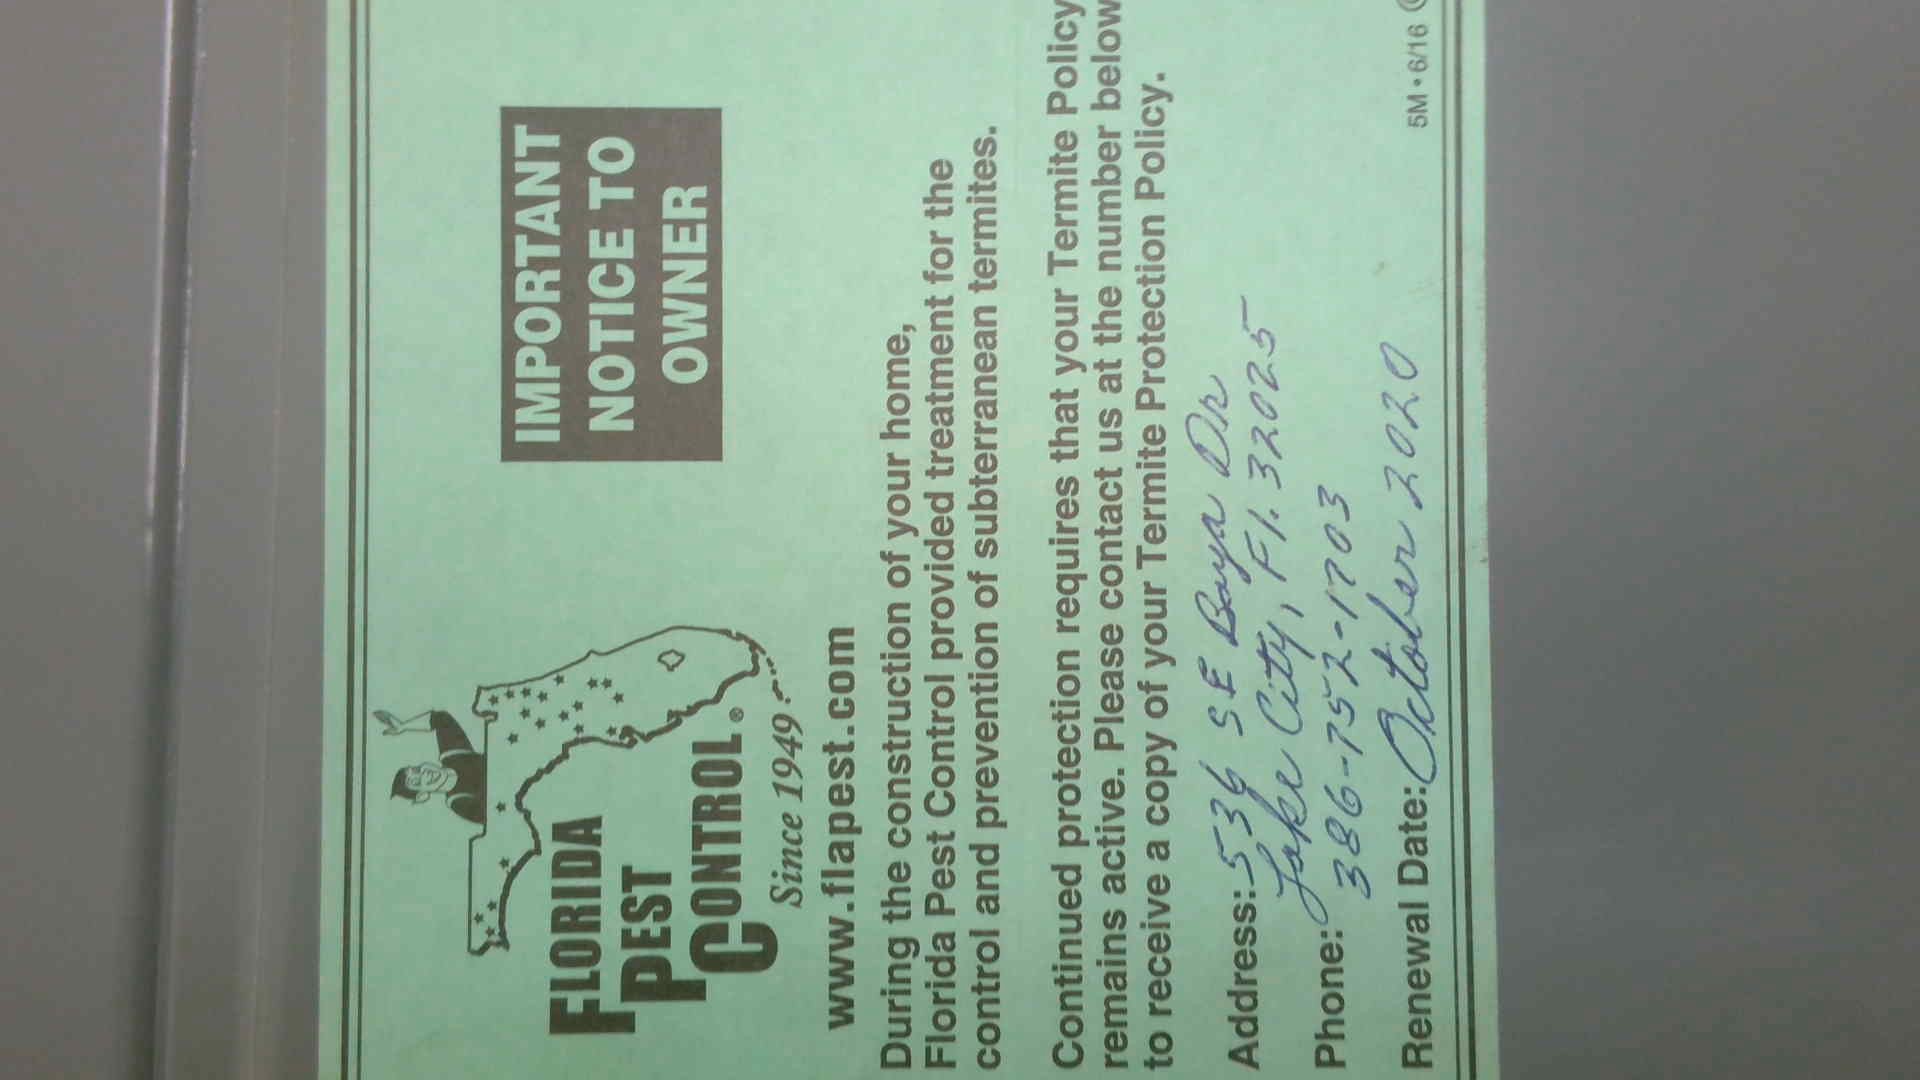 FLORIDA
PEST
CONTROL®
Since 1949
www.flapest.com
IMPORTANT
NOTICE TO
OWNER
During the construction of your home,
Florida Pest Control provided treatment for the
control and prevention of subterranean termites.
Continued protection requires that your Termite Policy
remains active. Please contact us at the number below
to receive a copy of your Termite Protection Policy.
Address: 536 SE Baya Dr
Lake City, Fl. 32025
Phone: 386-752-1703
Renewal Date: October 2020
5M • 6/16